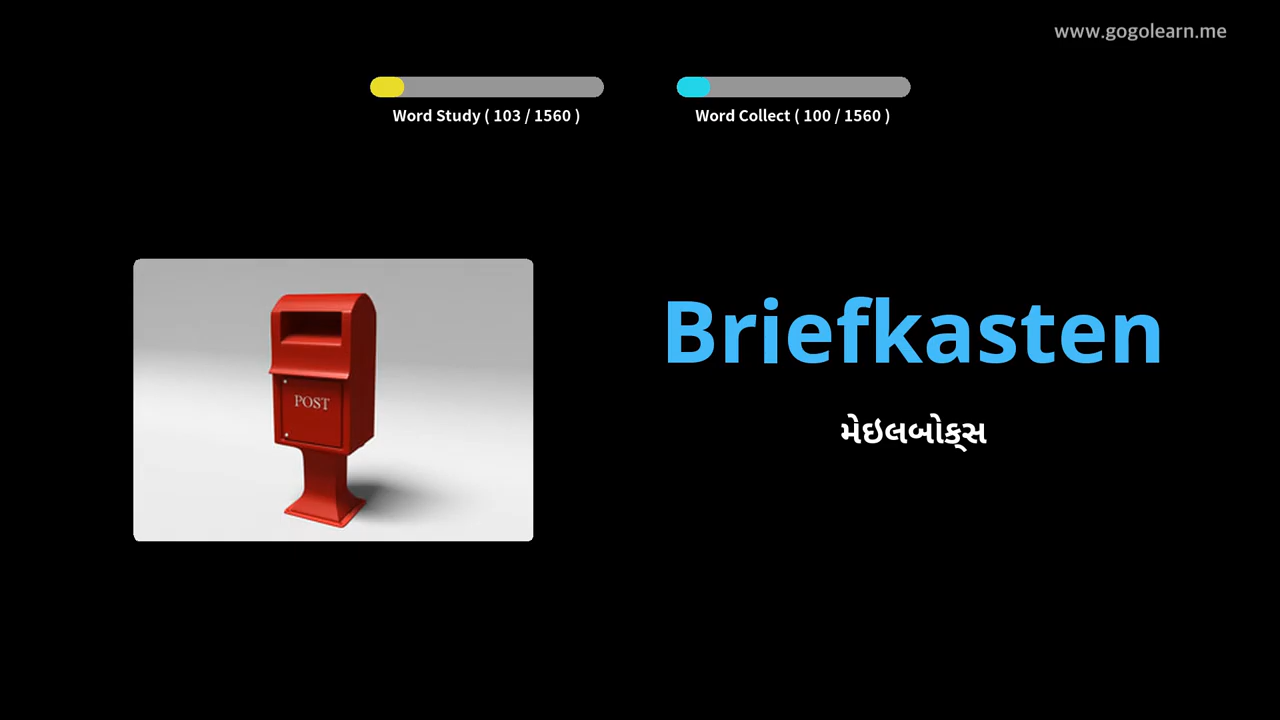 www.gogolearn.me
Word Study ( 103 / 1560 )
Word Collect ( 100 / 1560 )
POST
Briefkasten
મેઇલબોક્સ